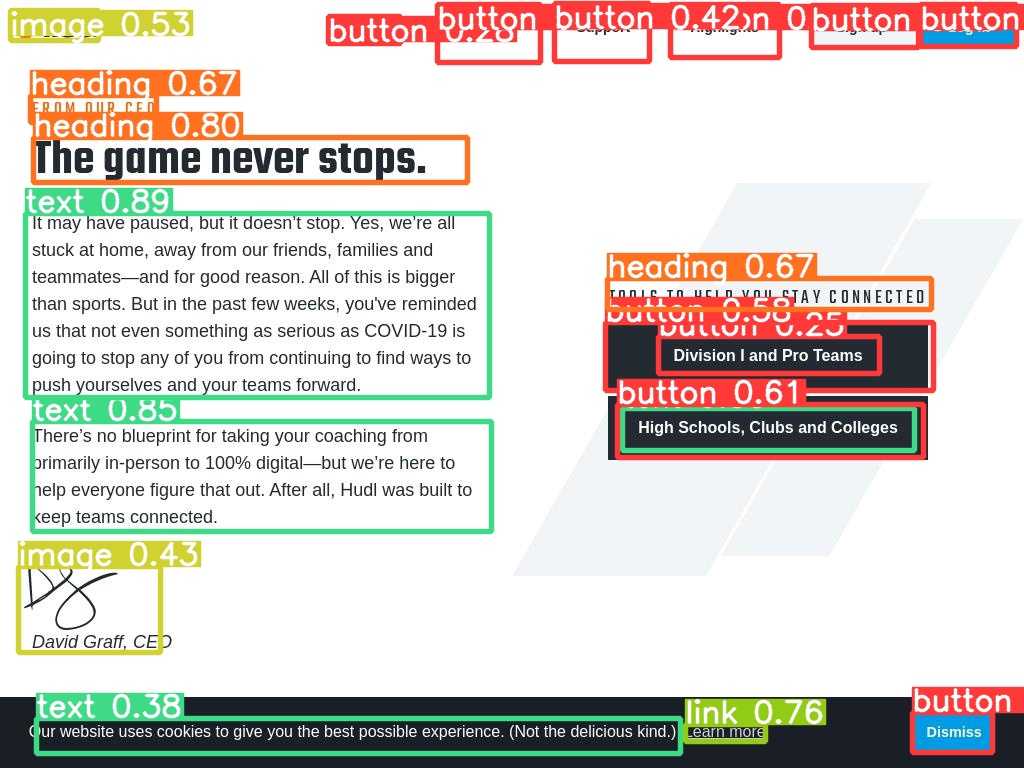 image 0.53
button 0.28
button
button 0.42
button
button
Support
Highlights
heading 0.67
FROM OUR CEO
heading 0.80
The game never stops.
text 0.89
It may have paused, but it doesn't stop. Yes, we're all
stuck at home, away from our friends, families and
teammates—and for good reason. All of this is bigger
than sports. But in the past few weeks, you've reminded
us that not even something as serious as COVID-19 is
going to stop any of you from continuing to find ways to
push yourselves and your teams forward.
text 0.85
There’s no blueprint for taking your coaching from
primarily in-person to 100% digital—but we’re here to
help everyone figure that out. After all, Hudl was built to
keep teams connected.
image 0.43
David Graff, CEO
heading 0.67
TOOLS TO HELP YOU STAY CONNECTED
button 0.58
button 0.25
Division I and Pro Teams
button 0.61
High Schools, Clubs and Colleges
text 0.38
Our website uses cookies to give you the best possible experience. (Not the delicious kind.)
link 0.76
Learn more
button
Dismiss